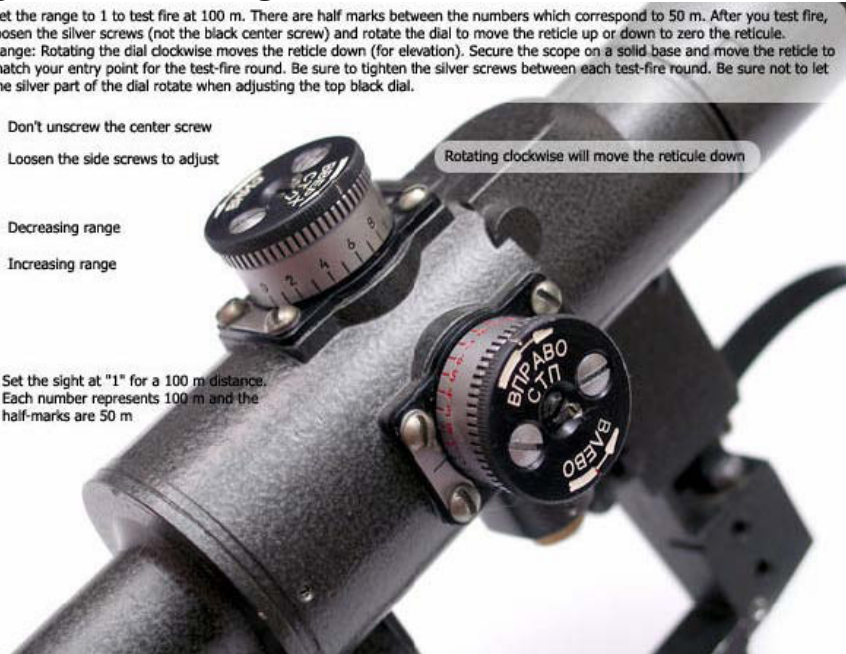 et the range to 1 to test fire at 100 m. There are half marks between the numbers which correspond to 50 m. After you test fire,
oosen the silver screws (not the black center screw) and rotate the dial to move the reticle up or down to zero the reticule.
ange: Rotating the dial clockwise moves the reticle down (for elevation). Secure the scope on a solid base and move the reticle to
atch your entry point for the test-fire round. Be sure to tighten the silver screws between each test-fire round. Be sure not to let
he silver part of the dial rotate when adjusting the top black dial.
Don't unscrew the center screw
Loosen the side screws to adjust
Rotating clockwise will move the reticule down
ВВЕРХ
СТП
0 2 4 6 8
Decreasing range
Increasing range
ВПРАВО
СТП
ВЛЕВО
Set the sight at "1" for a 100 m distance.
Each number represents 100 m and the
half-marks are 50 m